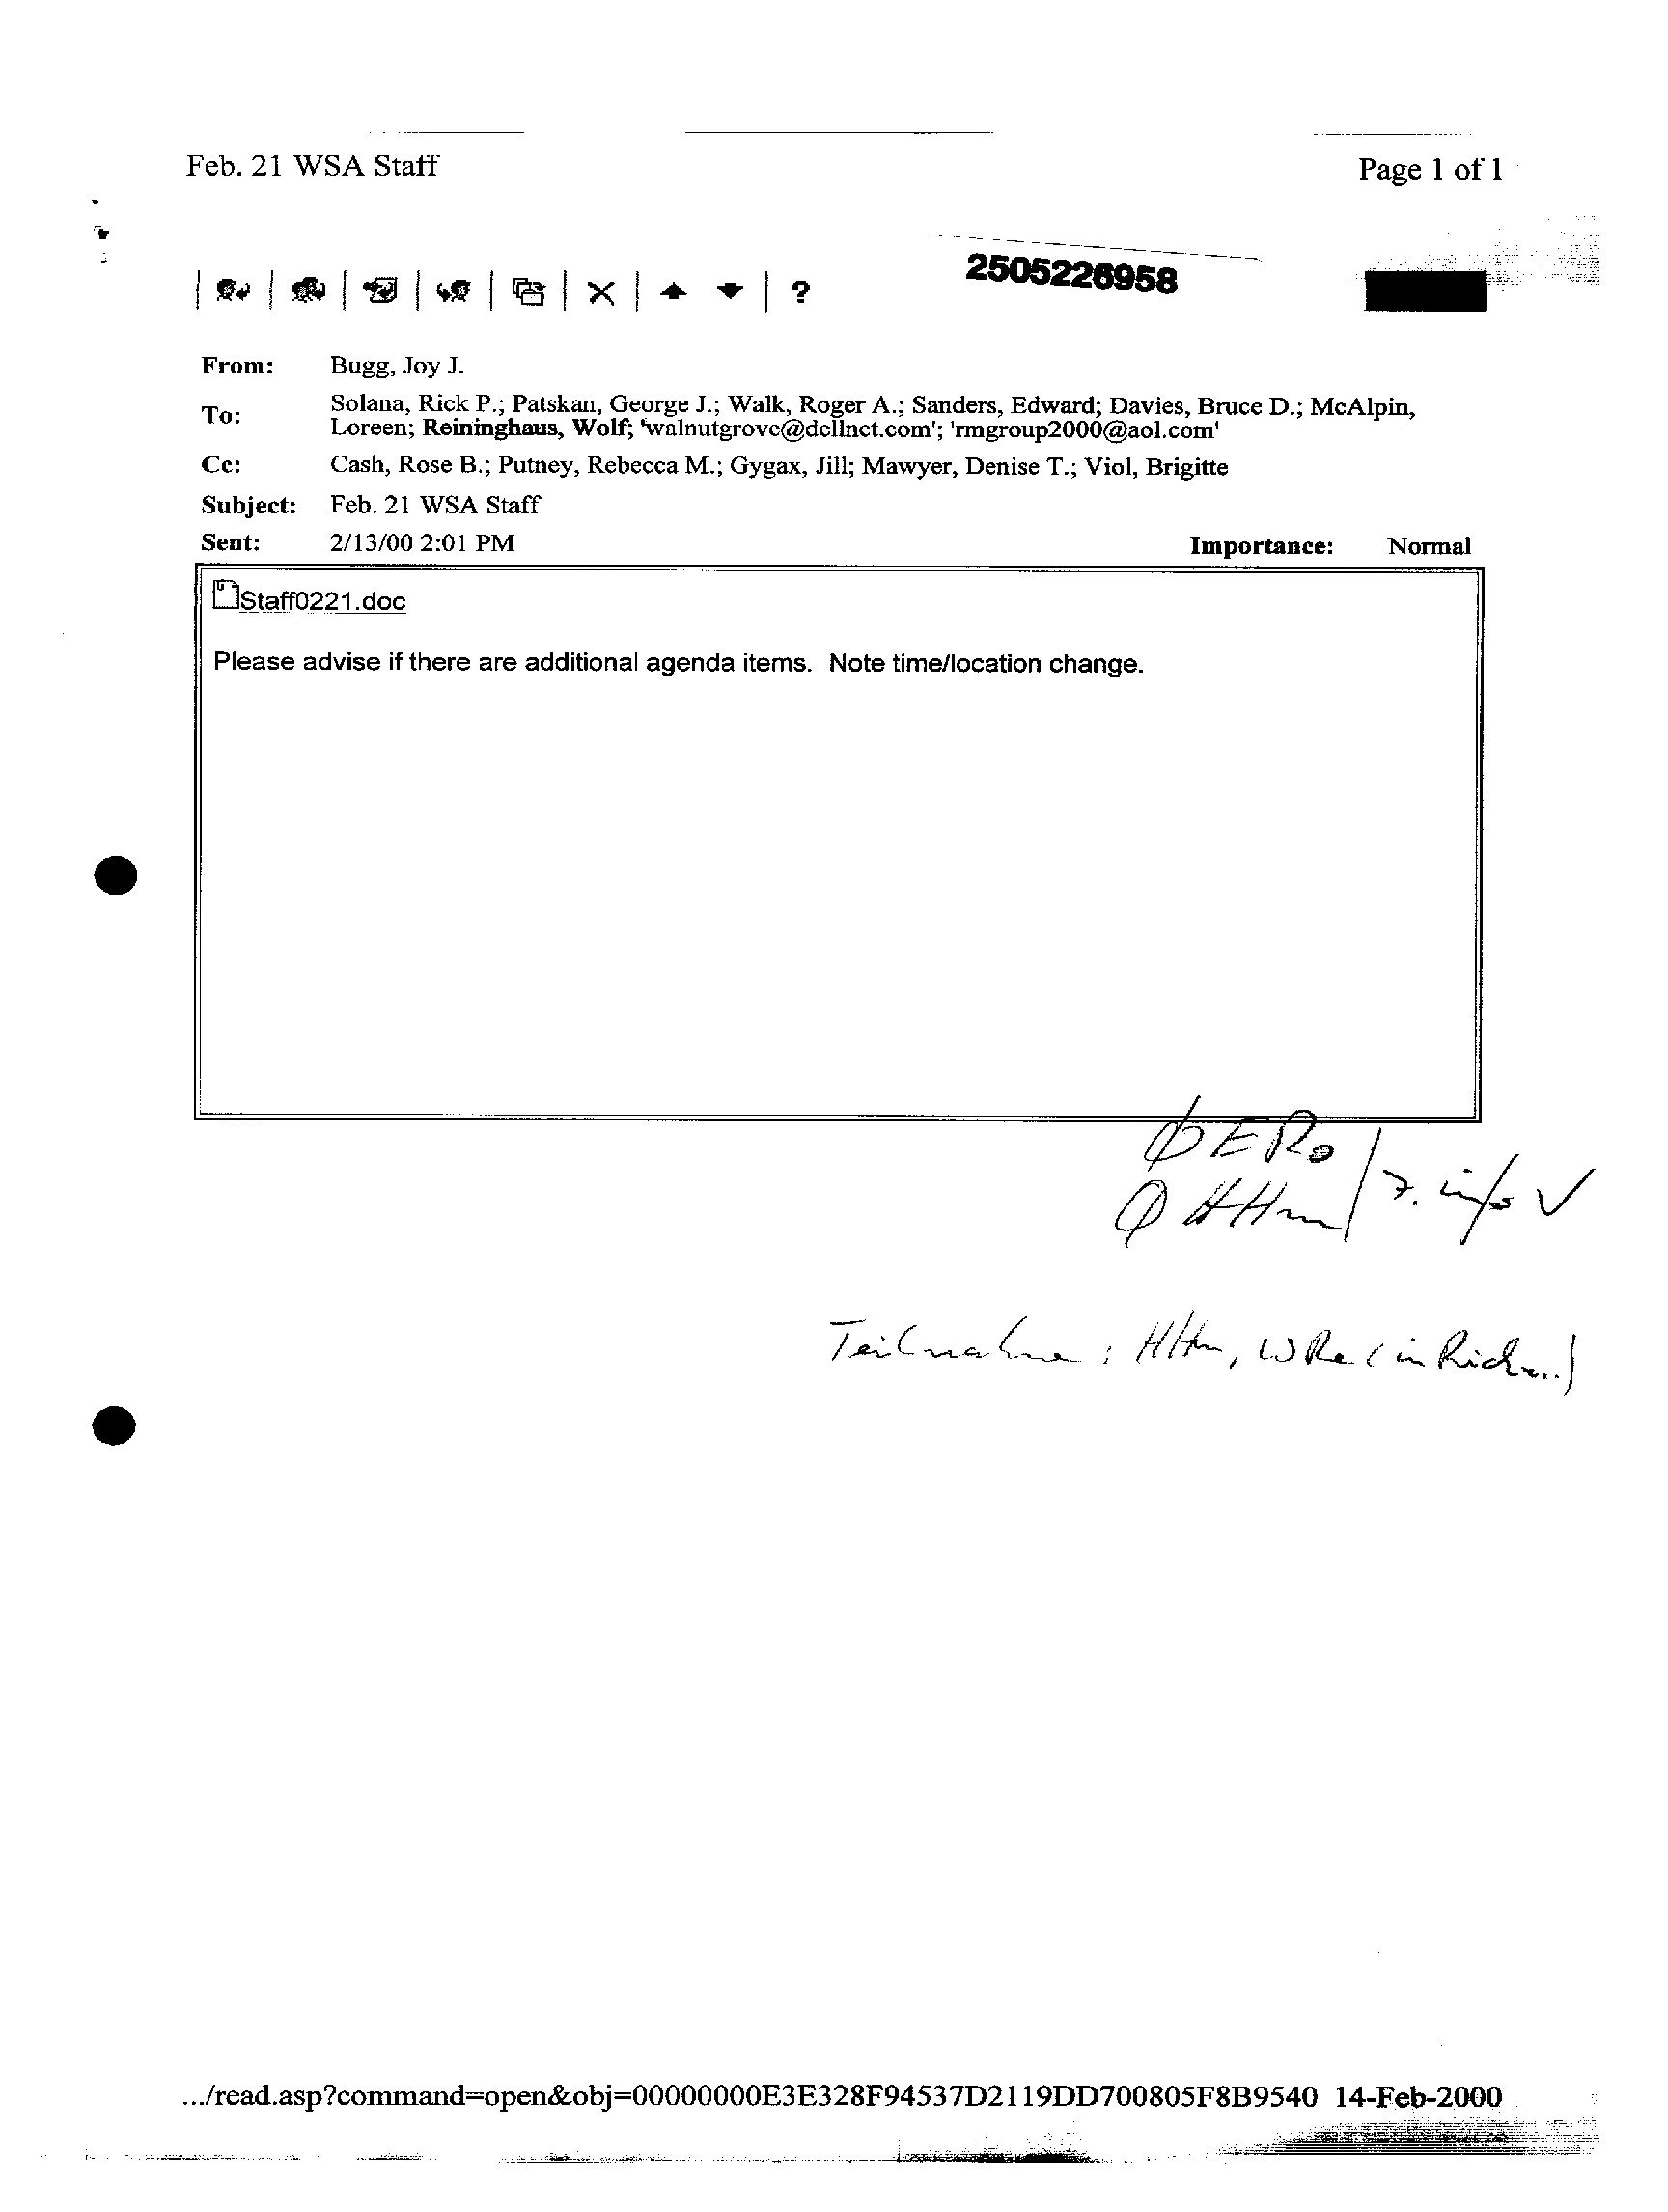 Feb. 21 WSA Staff
Page 1 of 1
2505226958
?
From: Bugg, Joy J.
To: Solana, Rick P.; Patskan, George J.; Walk, Roger A.; Sanders, Edward; Davies, Bruce D.; McAlpin,
Loreen; Reininghaus, Wolf; 'walnutgrove@dellnet.com'; 'rmgroup2000@aol.com'
Cc: Cash, Rose B.; Putney, Rebecca M.; Gygax, Jill; Mawyer, Denise T.; Viol, Brigitte
Subject: Feb. 21 WSA Staff
Sent: 2/13/00 2:01 PM Importance: Normal
Staff0221.doc
Please advise if there are additional agenda items.  Note time/location change.
ERo
HHm z. info ✓
Teilnahme: HHm, WRe (in
.../read.asp?command=open&obj=00000000E3E328F94537D2119DD700805F8B9540 14-Feb-2000